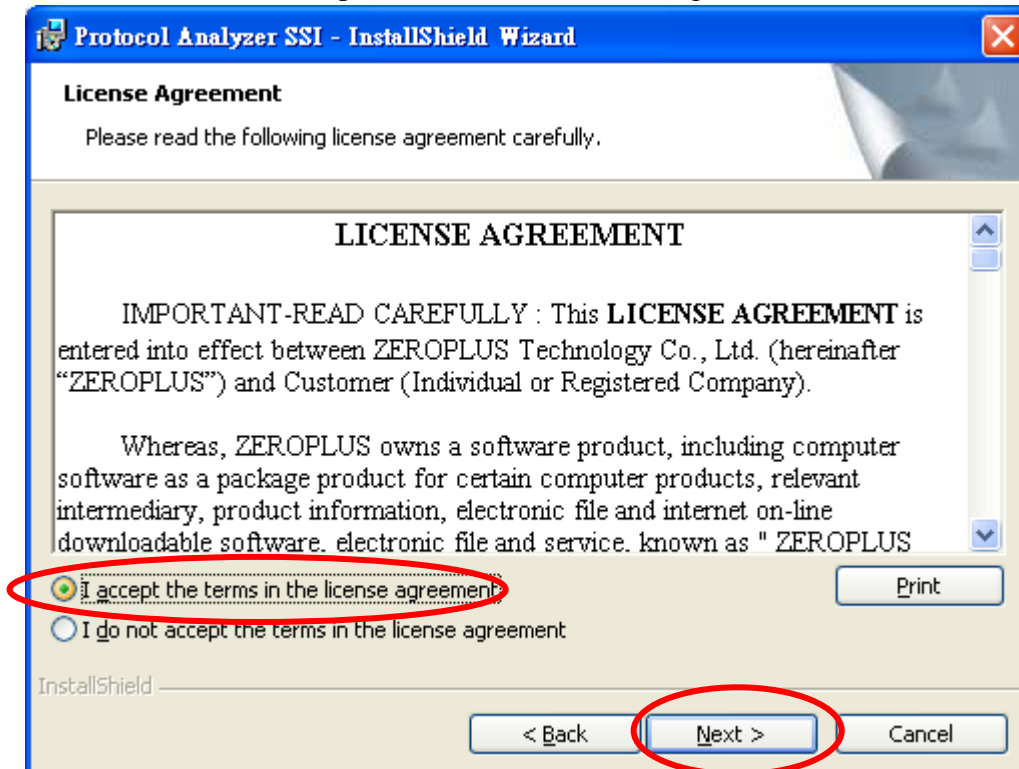 Protocol Analyzer SSI - InstallShield Wizard
License Agreement
Please read the following license agreement carefully.
LICENSE AGREEMENT
IMPORTANT-READ CAREFULLY : This LICENSE AGREEMENT is
entered into effect between ZEROPLUS Technology Co., Ltd. (hereinafter
“ZEROPLUS”) and Customer (Individual or Registered Company).
Whereas, ZEROPLUS owns a software product, including computer
software as a package product for certain computer products, relevant
intermediary, product information, electronic file and internet on-line
downloadable software, electronic file and service, known as " ZEROPLUS
I accept the terms in the license agreement
Print
I do not accept the terms in the license agreement
InstallShield
< Back
Next >
Cancel